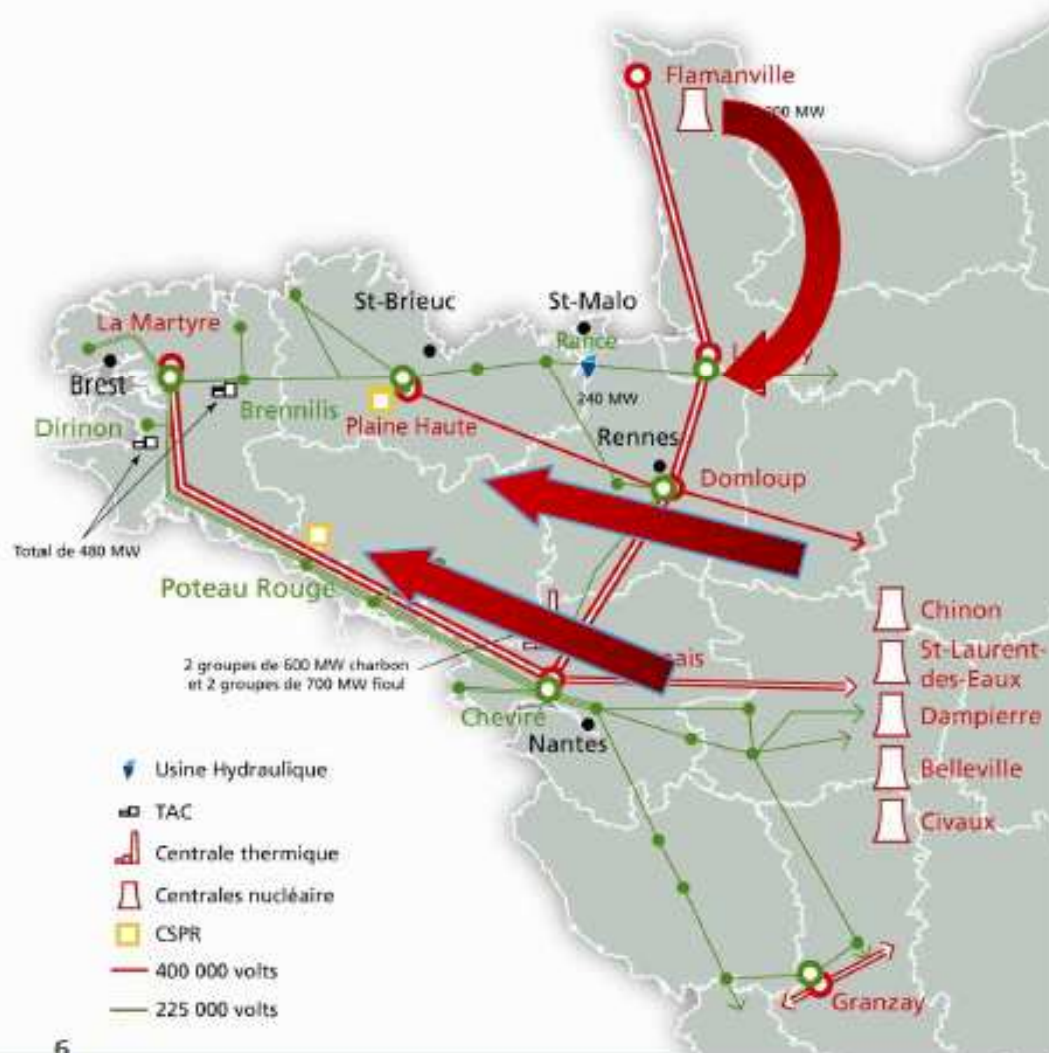 Flamanville
St-Brieuc
St-Malo
La Martyre
Rance
Brest
Brennilis
240 MW
Dirinon
Plaine Haute
Rennes
Domloup
Total de 480 MW
Poteau Rouge
Chinon
2 groupes de 600 MW charbon
et 2 groupes de 700 MW fioul
St-Laurent-
des-Eaux
Cheviré
Dampierre
Nantes
Belleville
Usine Hydraulique
TAC
Civaux
Centrale thermique
Centrales nucléaire
CSPR
400 000 volts
225 000 volts
Granzay
6